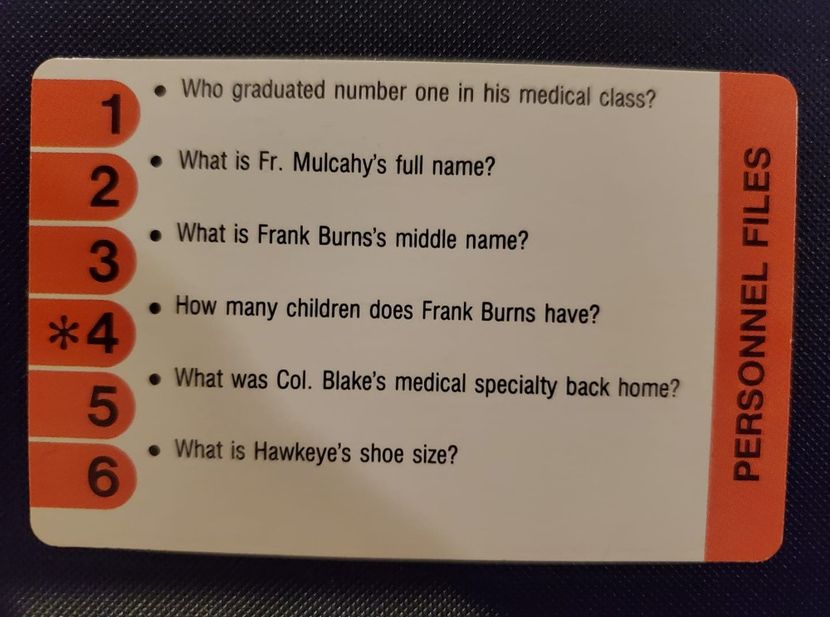 1 • Who graduated number one in his medical class?
2 • What is Fr. Mulcahy's full name?
3 • What is Frank Burns's middle name?
*4 • How many children does Frank Burns have?
5 • What was Col. Blake's medical specialty back home?
6 • What is Hawkeye's shoe size?
PERSONNEL FILES